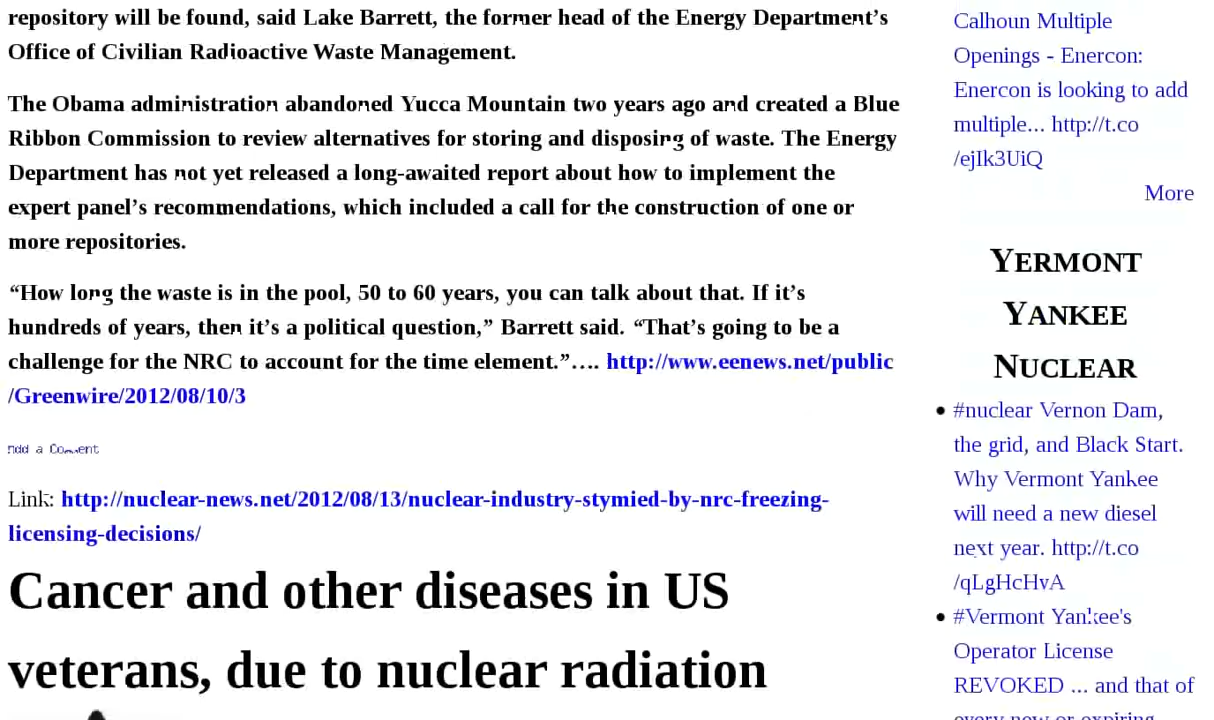 repository will be found, said Lake Barrett, the former head of the Energy Department’s
Office of Civilian Radioactive Waste Management.
The Obama administration abandoned Yucca Mountain two years ago and created a Blue
Ribbon Commission to review alternatives for storing and disposing of waste. The Energy
Department has not yet released a long-awaited report about how to implement the
expert panel’s recommendations, which included a call for the construction of one or
more repositories.
“How long the waste is in the pool, 50 to 60 years, you can talk about that. If it’s
hundreds of years, then it’s a political question,” Barrett said. “That’s going to be a
challenge for the NRC to account for the time element.”…. http://www.eenews.net/public
/Greenwire/2012/08/10/3
Add a Comment
Link: http://nuclear-news.net/2012/08/13/nuclear-industry-stymied-by-nrc-freezing-
licensing-decisions/
Cancer and other diseases in US
veterans, due to nuclear radiation
Calhoun Multiple
Openings - Enercon:
Enercon is looking to add
multiple... http://t.co
/ejIk3UiQ
More
Yermont
Yankee
Nuclear
#nuclear Vernon Dam,
the grid, and Black Start.
Why Vermont Yankee
will need a new diesel
next year. http://t.co
/qLgHcHvA
#Vermont Yankee's
Operator License
REVOKED ... and that of
every new or expiring